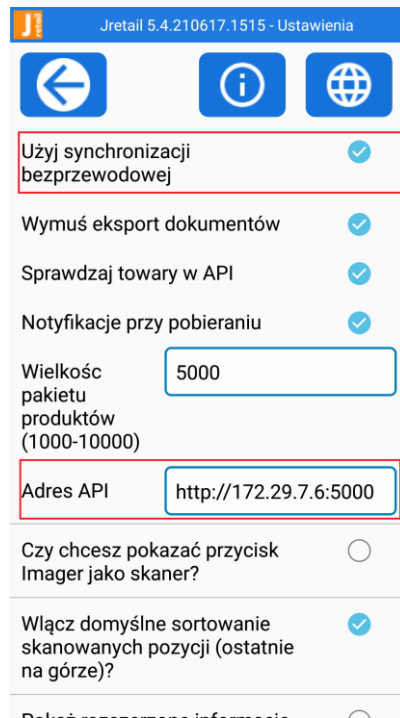 J retail
Jretail 5.4.210617.1515 - Ustawienia
Użyj synchronizacji
bezprzewodowej
Wymuś eksport dokumentów
Sprawdzaj towary w API
Notyfikacje przy pobieraniu
Wielkośc
pakietu
produktów
(1000-10000)
5000
Adres API
http://172.29.7.6:5000
Czy chcesz pokazać przycisk
Imager jako skaner?
Włącz domyślne sortowanie
skanowanych pozycji (ostatnie
na górze)?